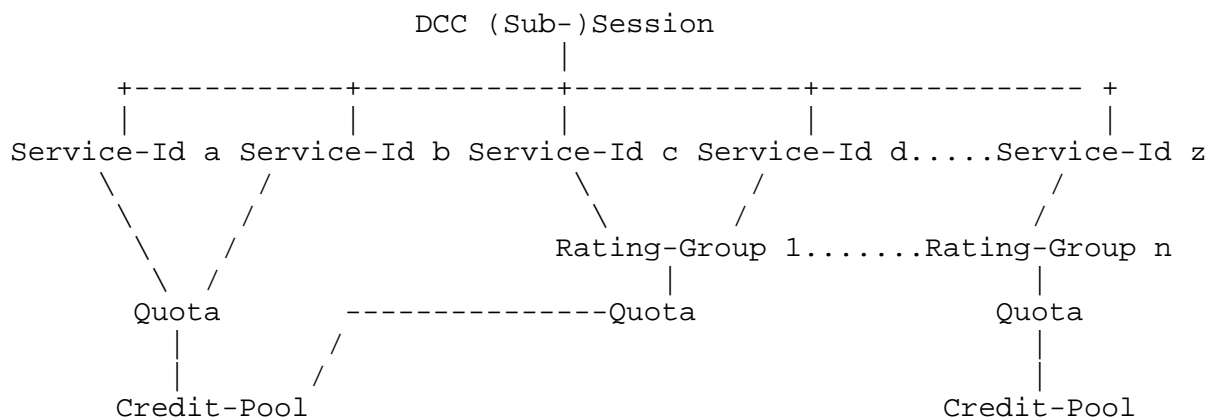 DCC (Sub-)Session
|
+------------+-----------+-------------+--------------- +
| | | | |
Service-Id a Service-Id b Service-Id c Service-Id d.....Service-Id z
\ / \ / /
\ / \ / /
\ / Rating-Group 1.......Rating-Group n
\ / | |
Quota ---------------Quota Quota
| / |
| / |
Credit-Pool Credit-Pool